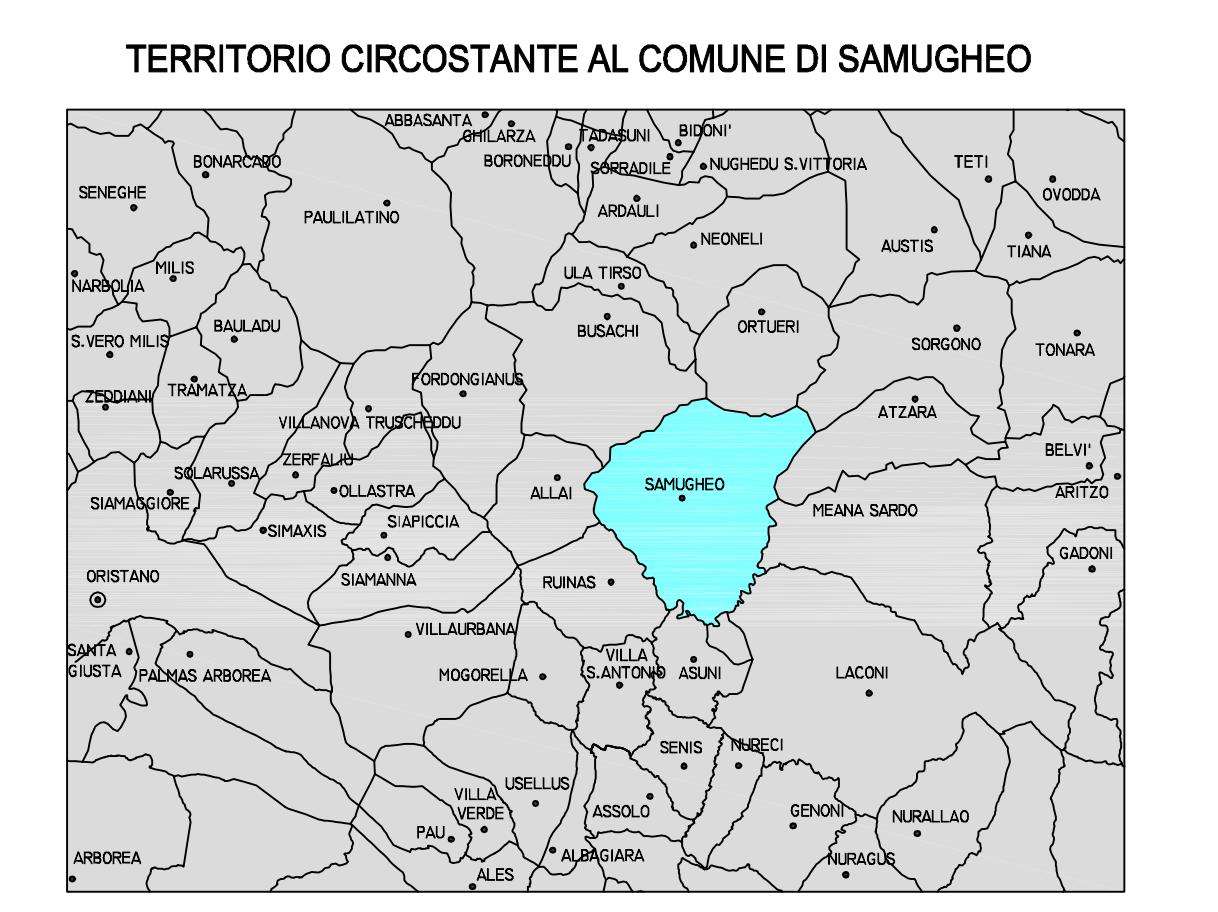 TERRITORIO CIRCOSTANTE AL COMUNE DI SAMUGHEO
ABBASANTA
GHILARZA
TADASUNI
BIDONI'
BONARCADO
BORONEDDU
SORRADILE
NUGHEDU S.VITTORIA
TETI
SENEGHE
OVODDA
PAULILATINO
ARDAULI
NEONELI
AUSTIS
TIANA
MILIS
NARBOLIA
ULA TIRSO
BAULADU
BUSACHI
ORTUERI
S.VERO MILIS
SORGONO
TONARA
FORDONGIANUS
ZEDDIANI
TRAMATZA
ATZARA
VILLANOVA TRUSCHEDDU
BELVI'
ZERFALIU
SOLARUSSA
SAMUGHEO
OLLASTRA
ALLAI
ARITZO
SIAMAGGIORE
MEANA SARDO
SIAPICCIA
SIMAXIS
GADONI
ORISTANO
SIAMANNA
RUINAS
VILLAURBANA
SANTA
GIUSTA
VILLA
S.ANTONIO
PALMAS ARBOREA
MOGORELLA
ASUNI
LACONI
SENIS
NURECI
USELLUS
VILLA
VERDE
ASSOLO
GENONI
NURALLAO
PAU
ARBOREA
ALBAGIARA
NURAGUS
ALES